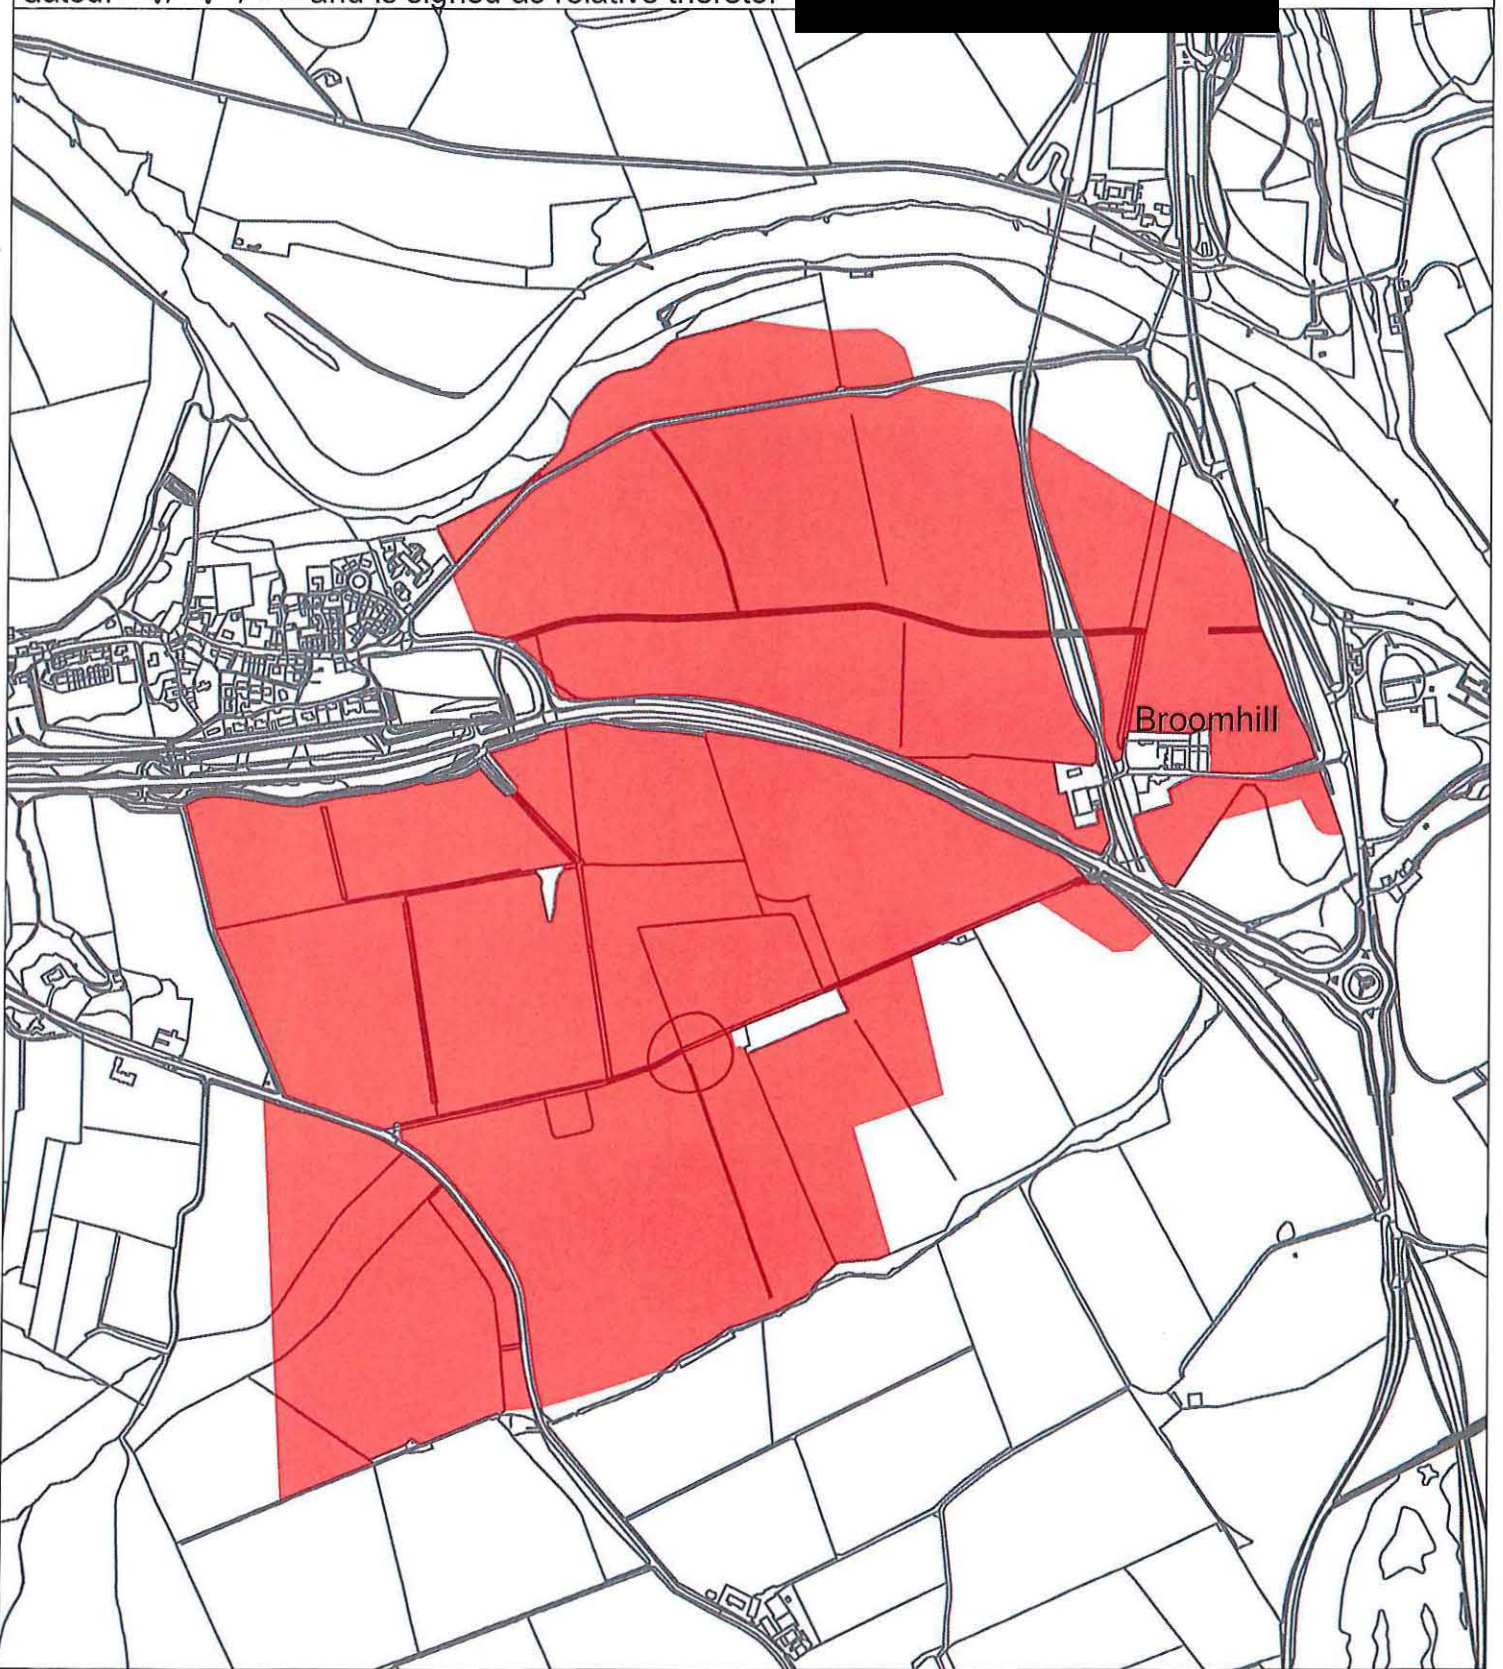 and is signed as relative thereto.
Broomhill